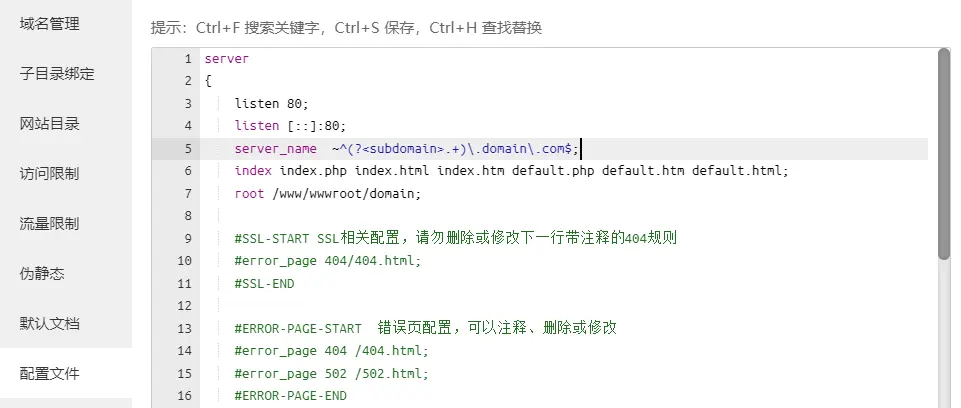 域名管理
子目录绑定
网站目录
访问限制
流量限制
伪静态
默认文档
配置文件
提示：Ctrl+F 搜索关键字，Ctrl+S 保存，Ctrl+H 查找替换
1 server
2 {
3 listen 80;
4 listen [::]:80;
5 server_name  ~^(?<subdomain>.+)\.domain\.com$;
6 index index.php index.html index.htm default.php default.htm default.html;
7 root /www/wwwroot/domain;
8
9 #SSL-START SSL相关配置，请勿删除或修改下一行带注释的404规则
10 #error_page 404/404.html;
11 #SSL-END
12
13 #ERROR-PAGE-START  错误页配置，可以注释、删除或修改
14 #error_page 404 /404.html;
15 #error_page 502 /502.html;
16 #ERROR-PAGE-END